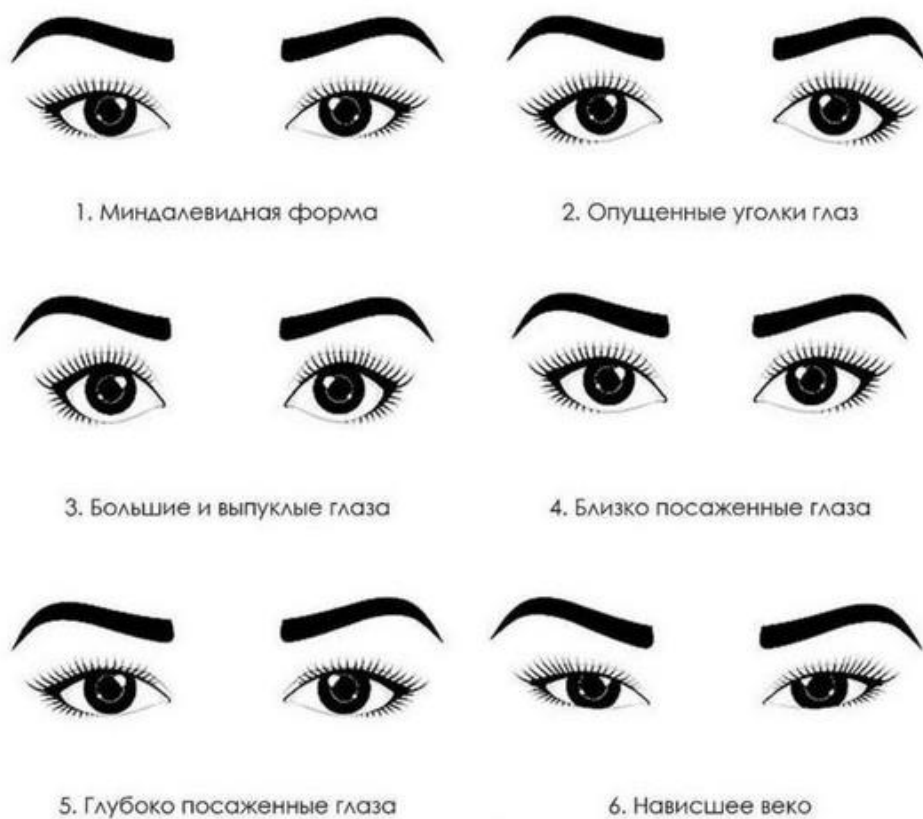 1. Миндалевидная форма
2. Опущенные уголки глаз
3. Большие и выпуклые глаза
4. Близко посаженные глаза
5. Глубоко посаженные глаза
6. Нависшее веко